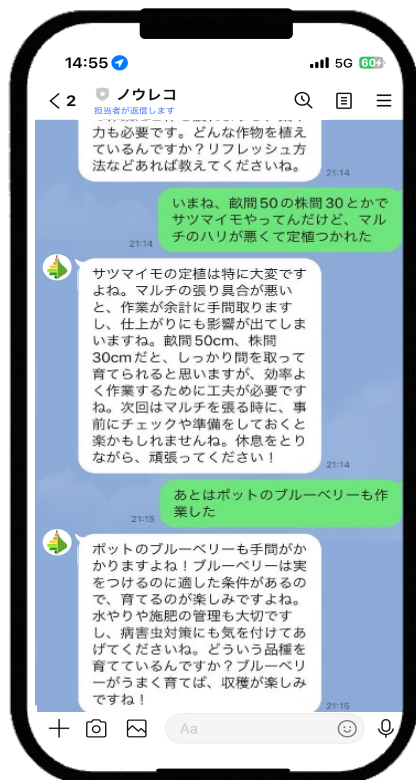 14:55
5G
60
2
ノウレコ
担当者が返信します
力も必要です。どんな作物を植え
ているんですか？リフレッシュ方
法などあれば教えてくださいね。
21:14
いまね、畝間50の株間30とかで
サツマイモやってんだけど、マル
チのハリが悪くて定植つかれた
21:14
サツマイモの定植は特に大変です
よね。マルチの張り具合が悪い
と、作業が余計に手間取ります
し、仕上がりにも影響が出てしま
いますね。畝間50cm、株間
30cmだと、しっかり間を取って
育てられると思いますが、効率よ
く作業するために工夫が必要です
ね。次回はマルチを張る時に、事
前にチェックや準備をしておくと
楽かもしれませんね。休息をとり
ながら、頑張ってください！
21:14
あとはポットのブルーベリーも作
業した
21:15
ポットのブルーベリーも手間がか
かりますよね！ブルーベリーは実
をつけるのに適した条件があるの
で、育てるのが楽しみですよね。
水やりや施肥の管理も大切です
し、病害虫対策にも気を付けてあ
げてくださいね。どういう品種を
育てているんですか？ブルーベリ
ーがうまく育てば、収穫が楽しみ
ですね！
21:15
Aa